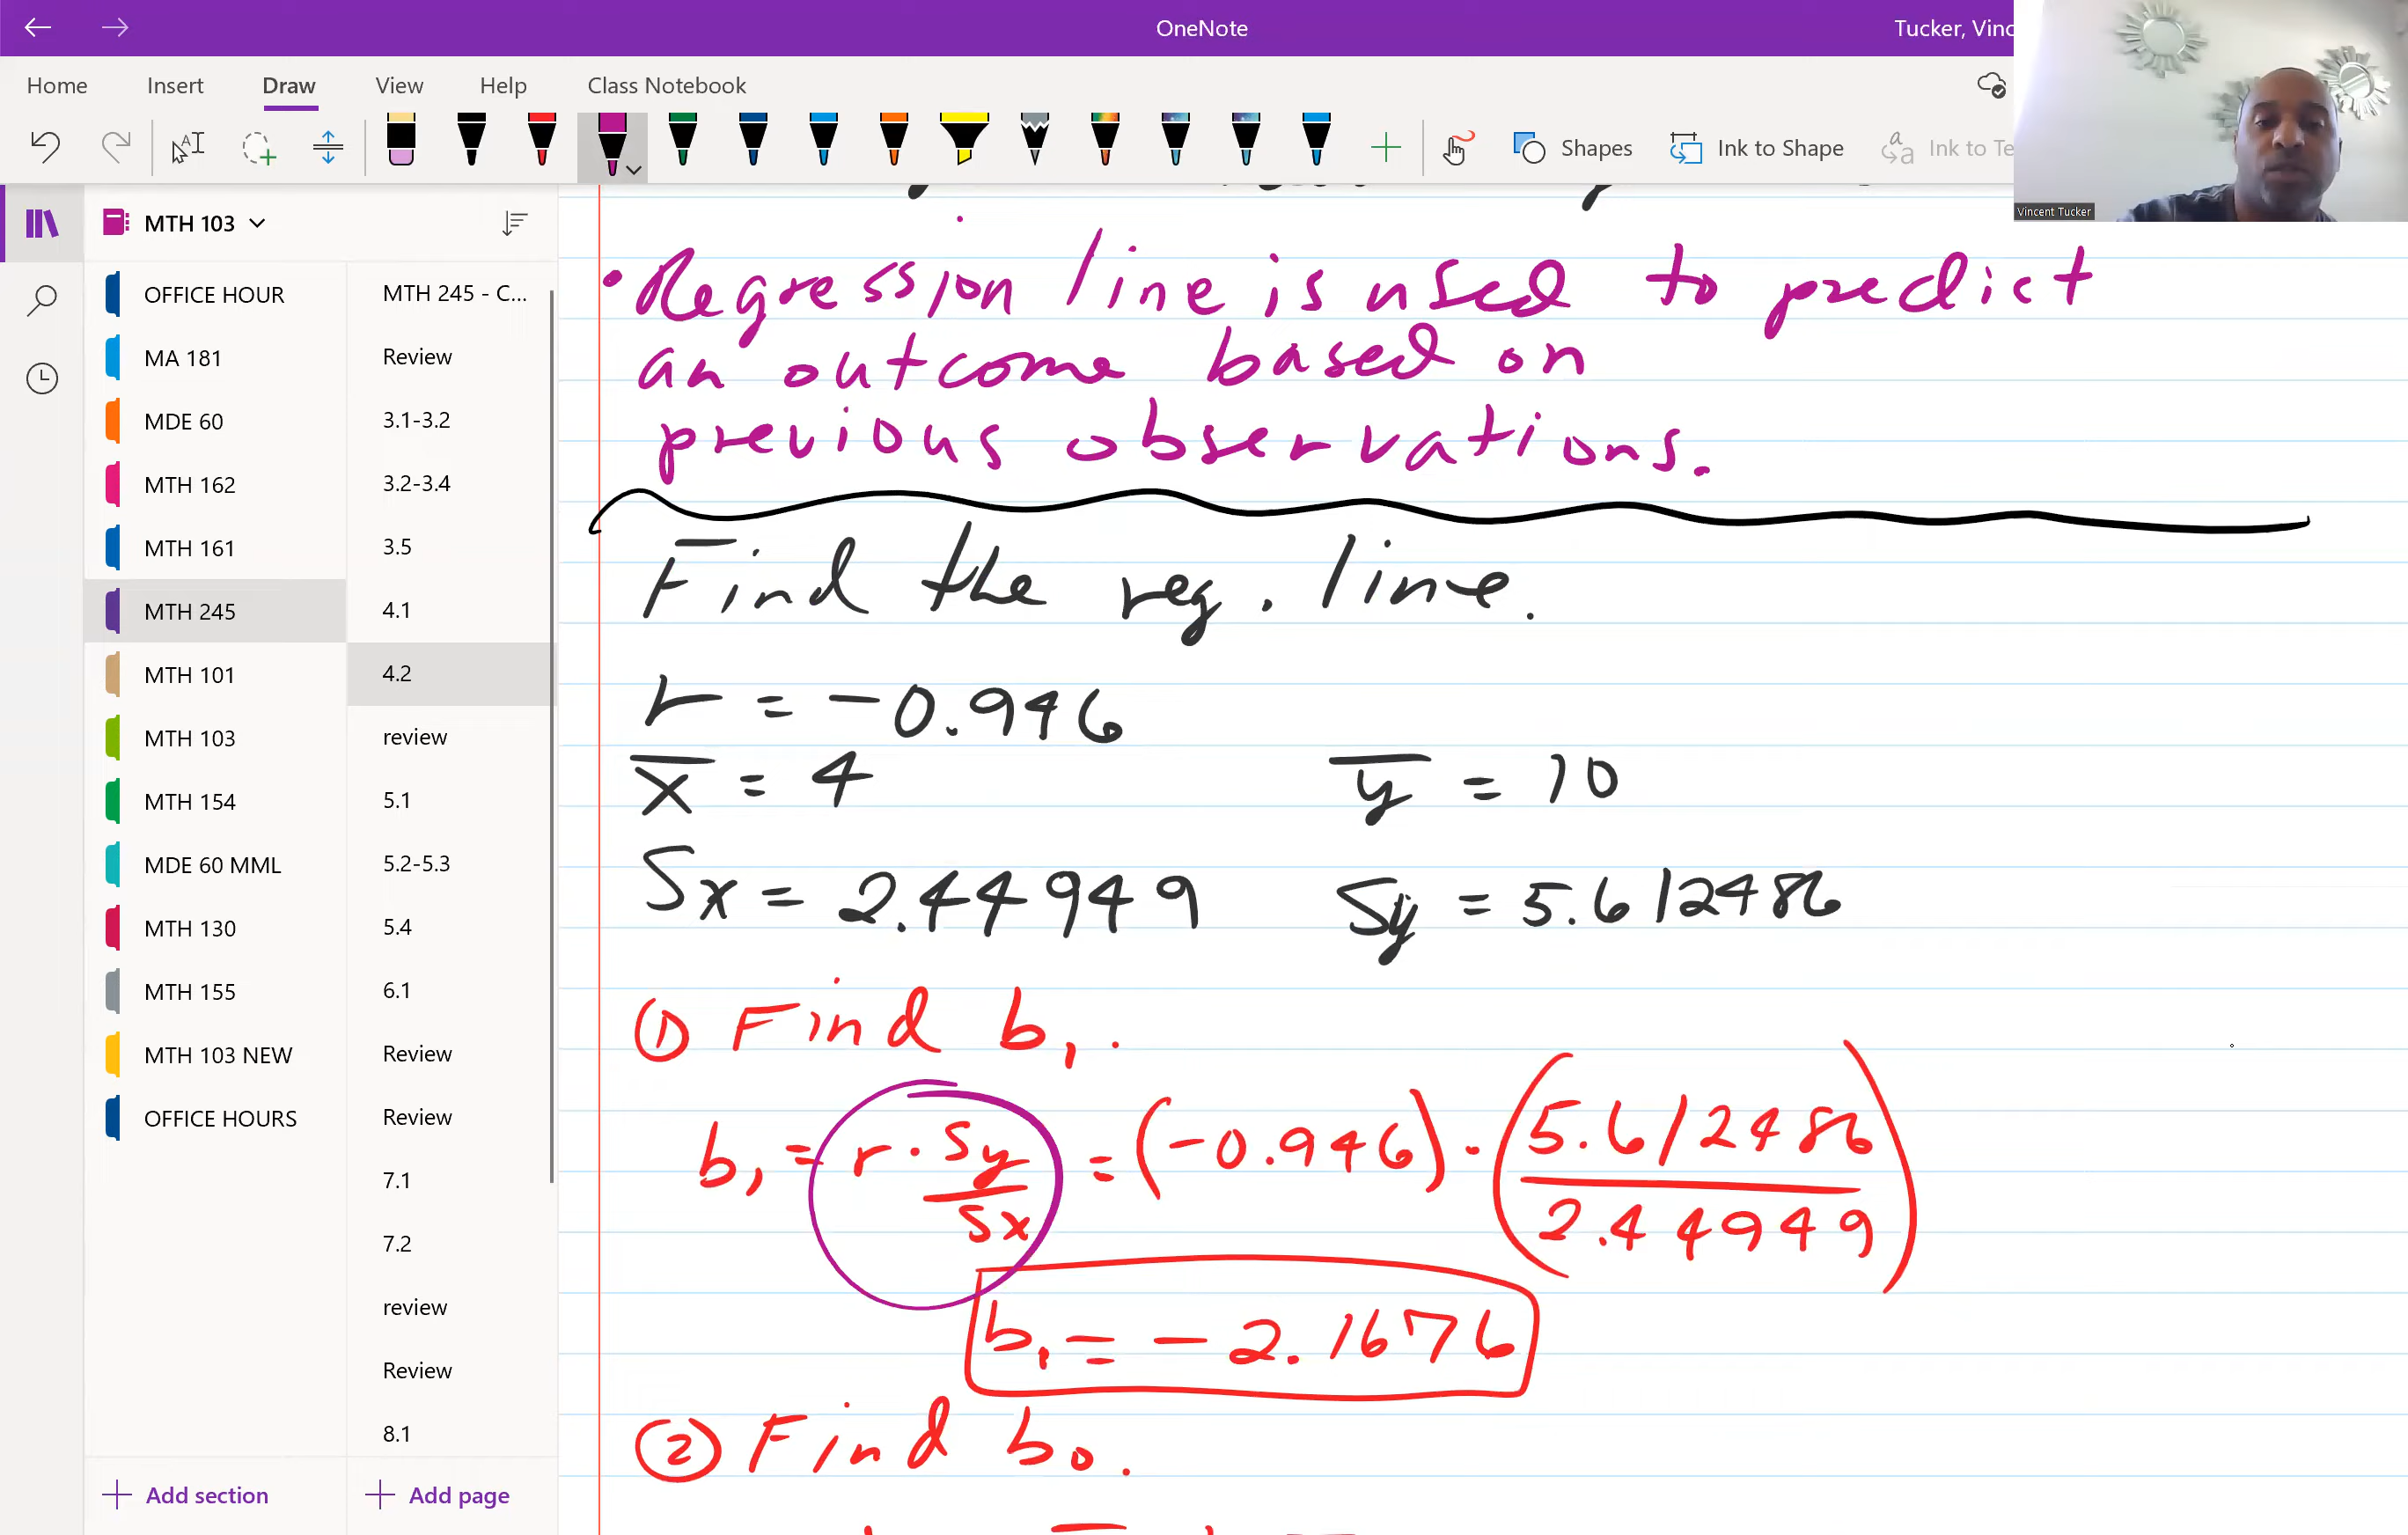 OneNote
Tucker, Vinc
Home Insert Draw View Help Class Notebook
Shapes Ink to Shape Ink to Te
Vincent Tucker
MTH 103
OFFICE HOUR
MA 181
MDE 60
MTH 162
MTH 161
MTH 245
MTH 101
MTH 103
MTH 154
MDE 60 MML
MTH 130
MTH 155
MTH 103 NEW
OFFICE HOURS
Add section
MTH 245 - C...
Review
3.1-3.2
3.2-3.4
3.5
4.1
4.2
review
5.1
5.2-5.3
5.4
6.1
Review
Review
7.1
7.2
review
Review
8.1
Add page
• Regression line is used to predict
an outcome based on
previous observations.
Find the reg. line.
r = -0.946
x̅ = 4 y̅ = 10
Sx = 2.44949 Sy = 5.612486
① Find b₁.
b₁ = r · Sy/Sx = (-0.946) · (5.612486/2.44949)
b₁ = -2.1676
② Find b₀.